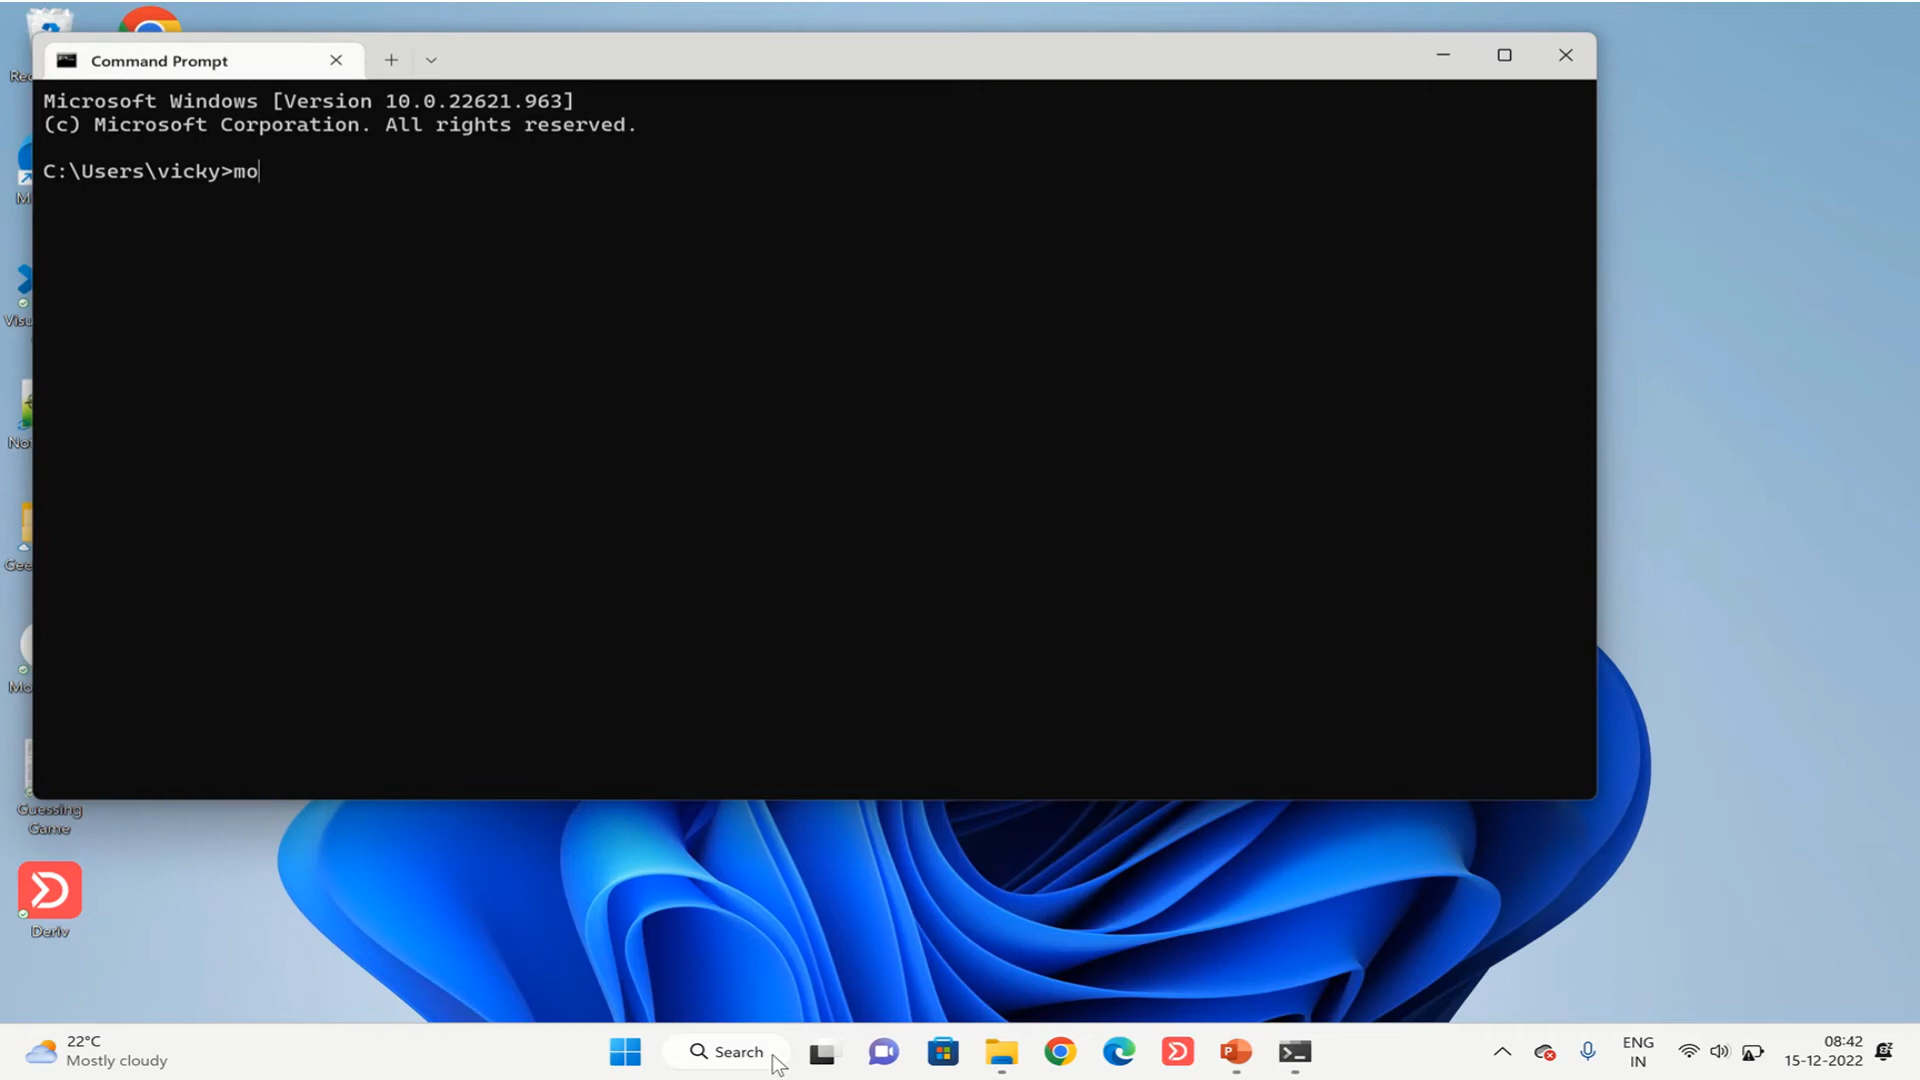 Command Prompt
Microsoft Windows [Version 10.0.22621.963]
(c) Microsoft Corporation. All rights reserved.
C:\Users\vicky>mo
Guessing
Game
Deriv
22°C
Mostly cloudy
Search
ENG
IN
08:42
15-12-2022